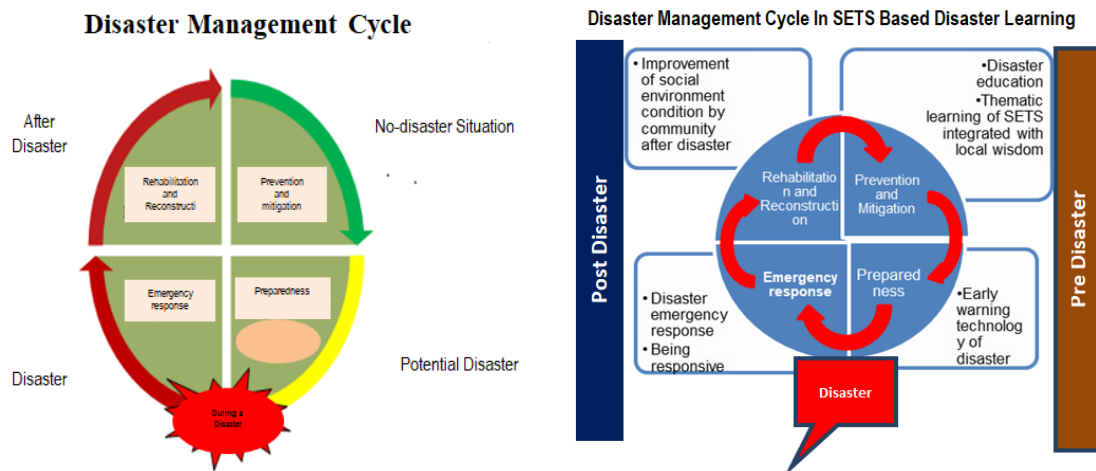 Disaster Management Cycle
After
Disaster
No-disaster Situation
Rehabilitation
and
Reconstructi
Prevention
and
mitigation
Emergency
response
Preparedness
Disaster
Potential Disaster
During a
Disaster
Disaster Management Cycle In SETS Based Disaster Learning
Post Disaster
• Improvement
of social
environment
condition by
community
after disaster
•Disaster
education
•Thematic
learning of SETS
integrated with
local wisdom
Rehabilitatio
n and
Reconstructi
on
Prevention
and
Mitigation
Emergency
response
Prepared
ness
• Disaster
emergency
response
• Being
responsive
•Early
warning
technolog
y of
disaster
Disaster
Pre Disaster